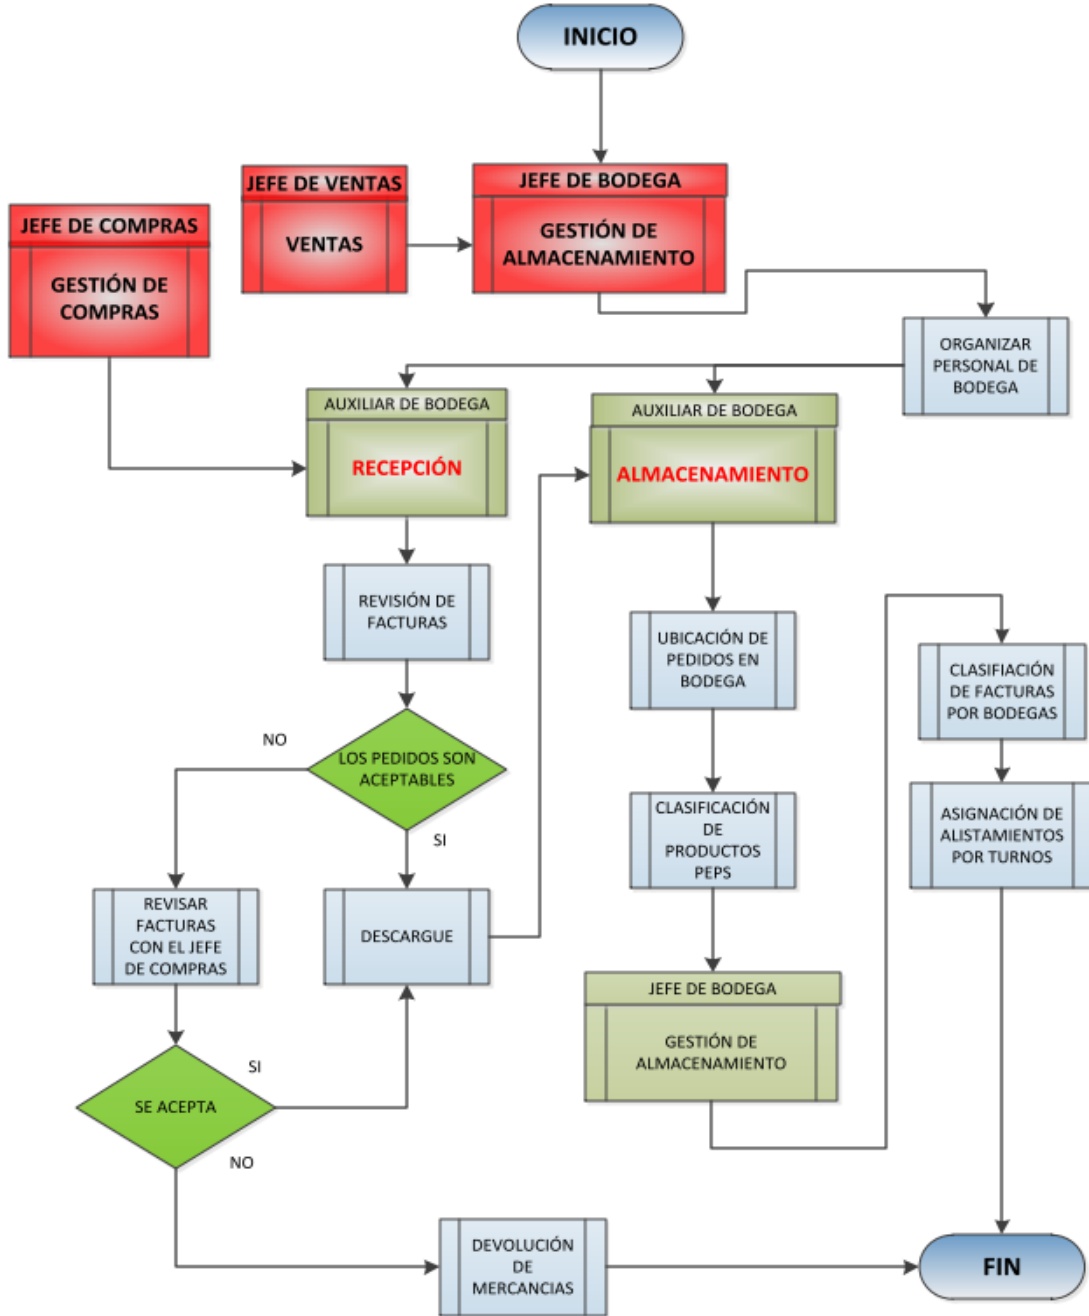 INICIO
JEFE DE VENTAS
VENTAS
JEFE DE BODEGA
GESTIÓN DE
ALMACENAMIENTO
JEFE DE COMPRAS
GESTIÓN DE
COMPRAS
ORGANIZAR
PERSONAL DE
BODEGA
AUXILIAR DE BODEGA
RECEPCIÓN
AUXILIAR DE BODEGA
ALMACENAMIENTO
REVISIÓN DE
FACTURAS
UBICACIÓN DE
PEDIDOS EN
BODEGA
CLASIFIACIÓN
DE FACTURAS
POR BODEGAS
NO
LOS PEDIDOS SON
ACEPTABLES
SI
CLASIFICACIÓN
DE
PRODUCTOS
PEPS
ASIGNACIÓN DE
ALISTAMIENTOS
POR TURNOS
REVISAR
FACTURAS
CON EL JEFE
DE COMPRAS
DESCARGUE
JEFE DE BODEGA
GESTIÓN DE
ALMACENAMIENTO
SI
SE ACEPTA
NO
DEVOLUCIÓN
DE
MERCANCIAS
FIN